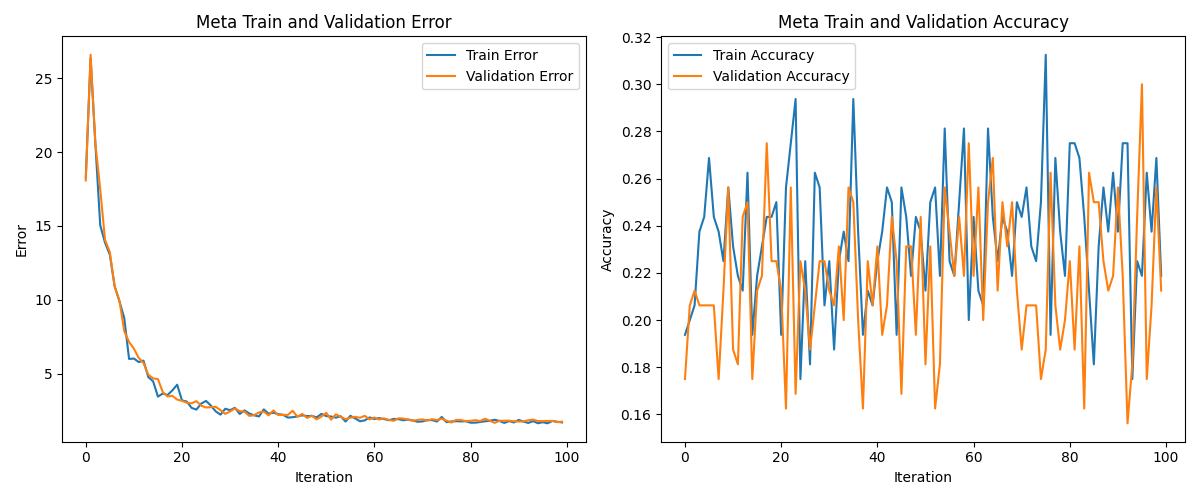 Meta Train and Validation Error
Train Error
Validation Error
25
20
15
10
5
Error
0 20 40 60 80 100
Iteration
Meta Train and Validation Accuracy
Train Accuracy
Validation Accuracy
0.32
0.30
0.28
0.26
0.24
0.22
0.20
0.18
0.16
Accuracy
0 20 40 60 80 100
Iteration